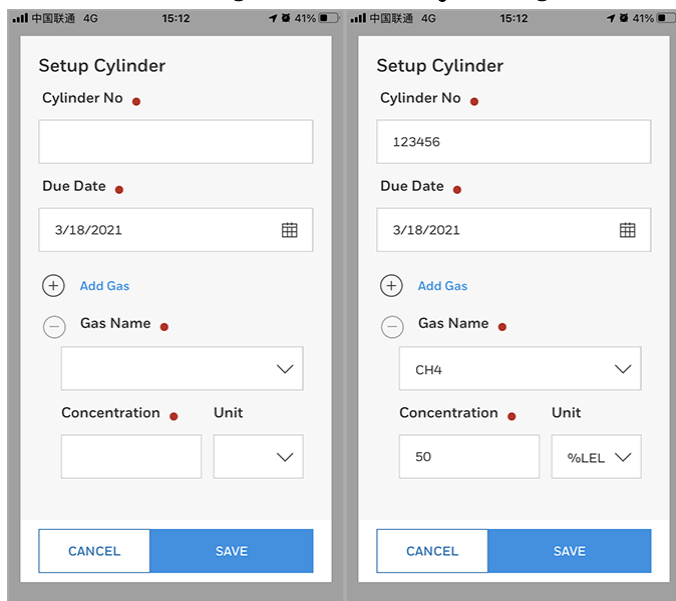 中国联通 4G 15:12 41%
Setup Cylinder
Cylinder No
Due Date
3/18/2021
Add Gas
Gas Name
Concentration Unit
CANCEL SAVE
中国联通 4G 15:12 41%
Setup Cylinder
Cylinder No
123456
Due Date
3/18/2021
Add Gas
Gas Name
CH4
Concentration Unit
50 %LEL
CANCEL SAVE